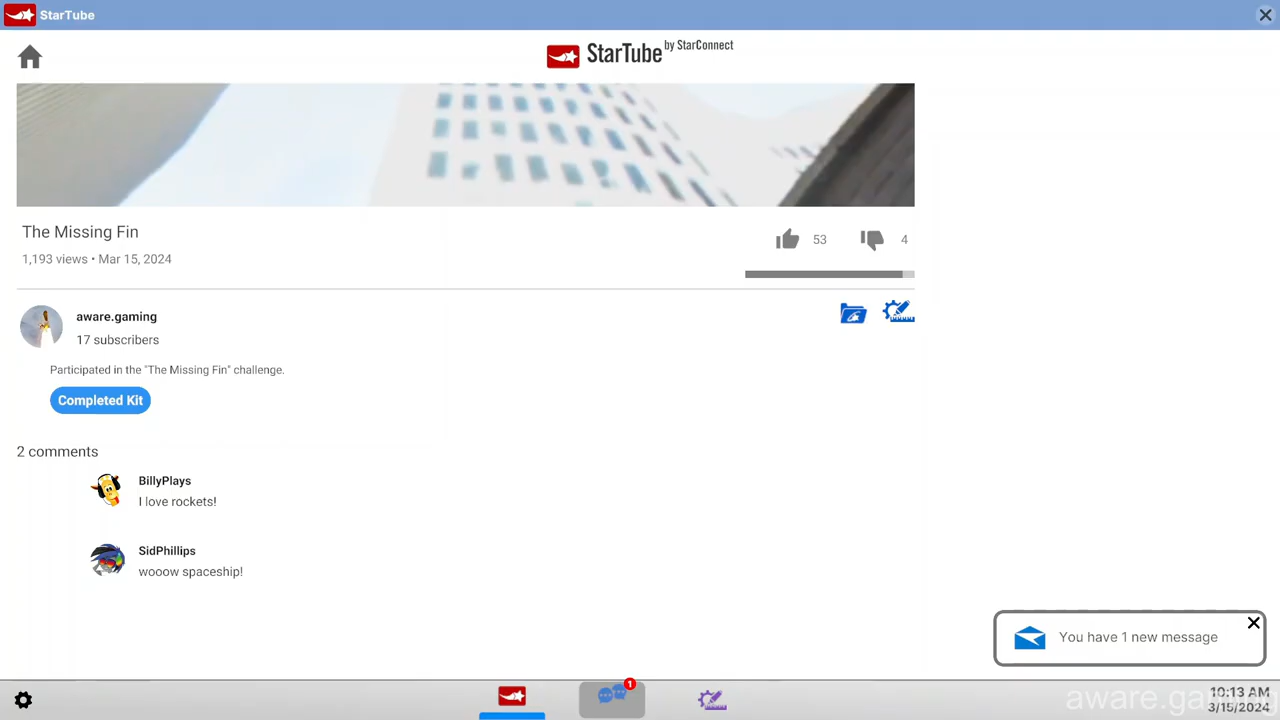 StarTube
StarTube by StarConnect
The Missing Fin
53
4
1,193 views • Mar 15, 2024
aware.gaming
17 subscribers
Participated in the "The Missing Fin" challenge.
Completed Kit
2 comments
BillyPlays
I love rockets!
SidPhillips
wooow spaceship!
You have 1 new message
1
10:13 AM
3/15/2024
aware.gaming